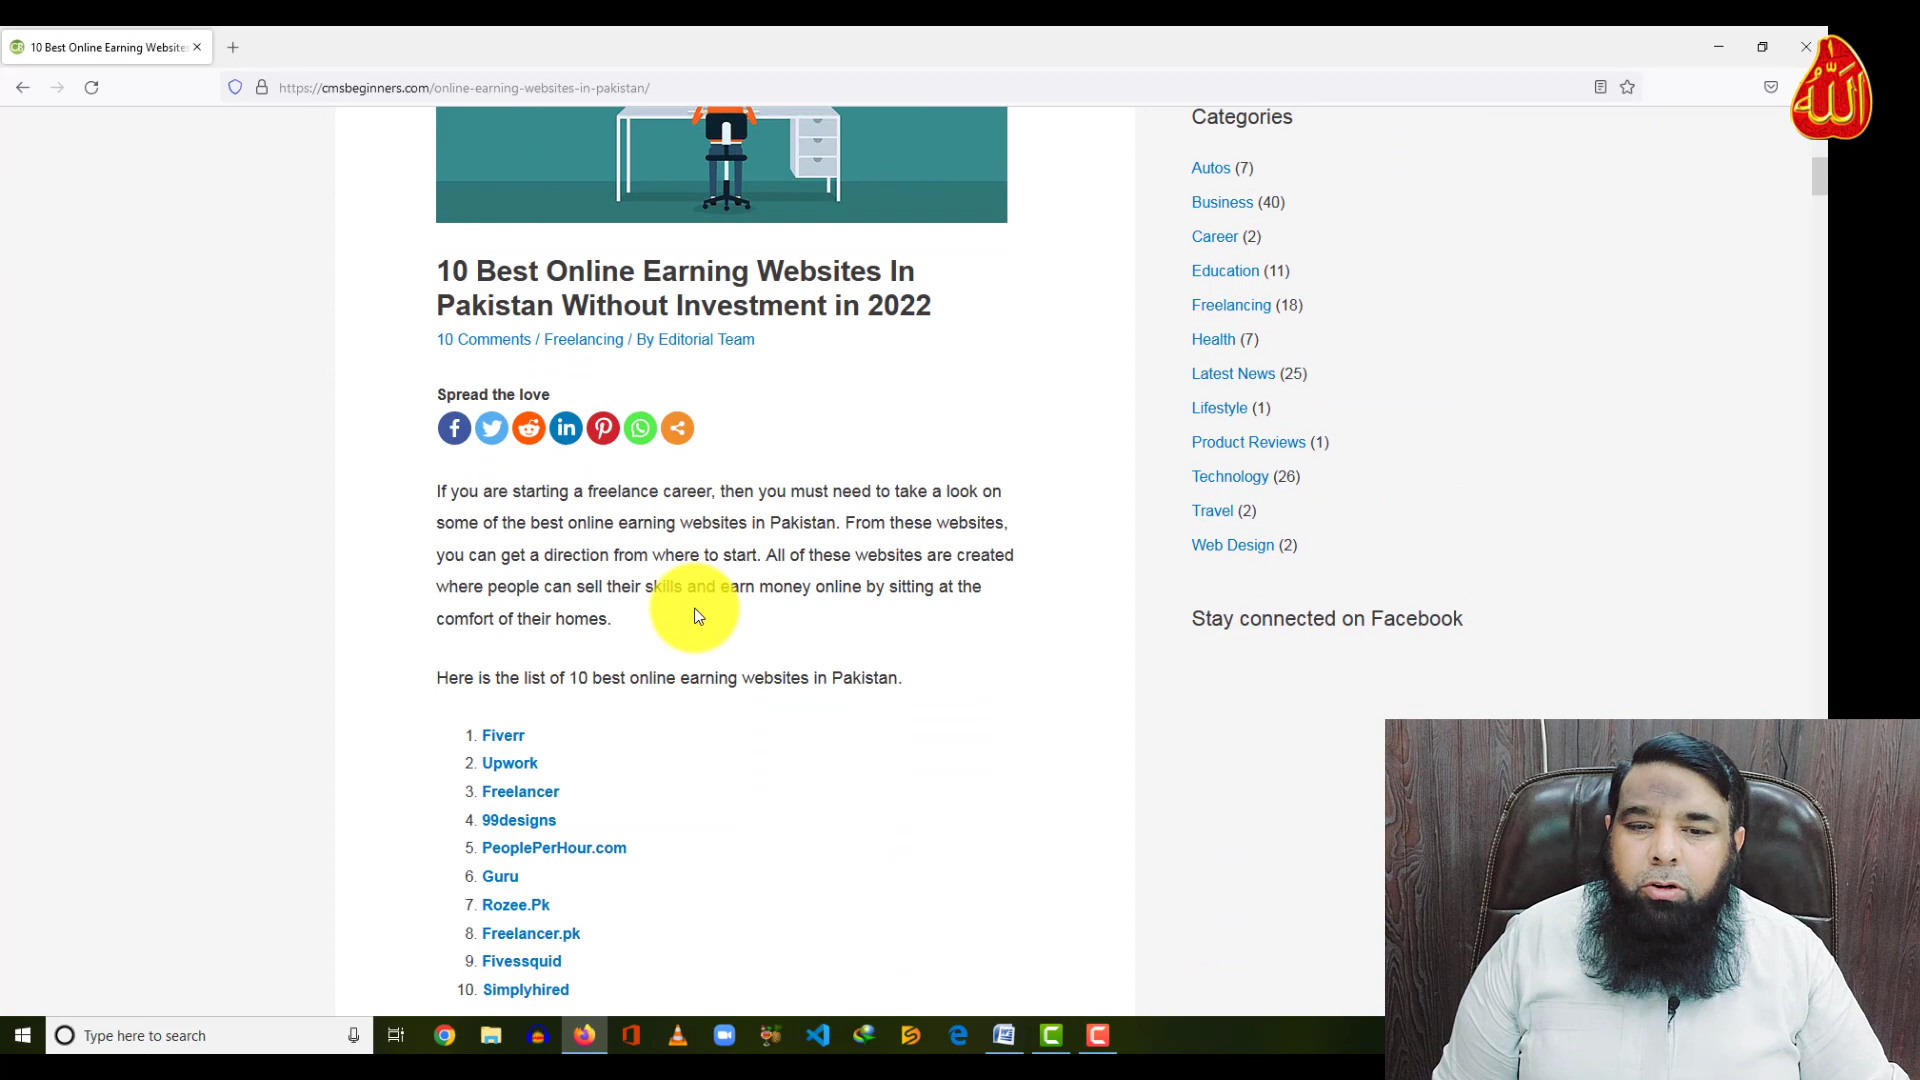 10 Best Online Earning Websites
https://cmsbeginners.com/online-earning-websites-in-pakistan/
الله
10 Best Online Earning Websites In
Pakistan Without Investment in 2022
10 Comments / Freelancing / By Editorial Team
Spread the love
If you are starting a freelance career, then you must need to take a look on
some of the best online earning websites in Pakistan. From these websites,
you can get a direction from where to start. All of these websites are created
where people can sell their skills and earn money online by sitting at the
comfort of their homes.
Here is the list of 10 best online earning websites in Pakistan.
1. Fiverr
2. Upwork
3. Freelancer
4. 99designs
5. PeoplePerHour.com
6. Guru
7. Rozee.Pk
8. Freelancer.pk
9. Fivessquid
10. Simplyhired
Categories
Autos (7)
Business (40)
Career (2)
Education (11)
Freelancing (18)
Health (7)
Latest News (25)
Lifestyle (1)
Product Reviews (1)
Technology (26)
Travel (2)
Web Design (2)
Stay connected on Facebook
Type here to search